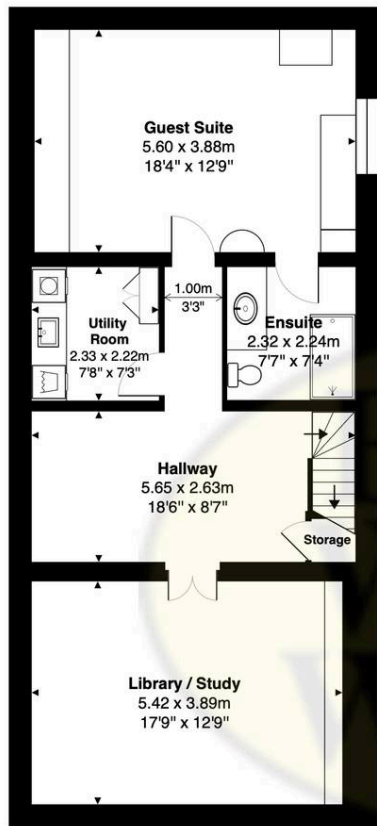 Guest Suite
5.60 x 3.88m
18'4" x 12'9"
1.00m
3'3"
Utility
Room
2.33 x 2.22m
7'8" x 7'3"
Ensuite
2.32 x 2.24m
7'7" x 7'4"
Hallway
5.65 x 2.63m
18'6" x 8'7"
Storage
Library / Study
5.42 x 3.89m
17'9" x 12'9"